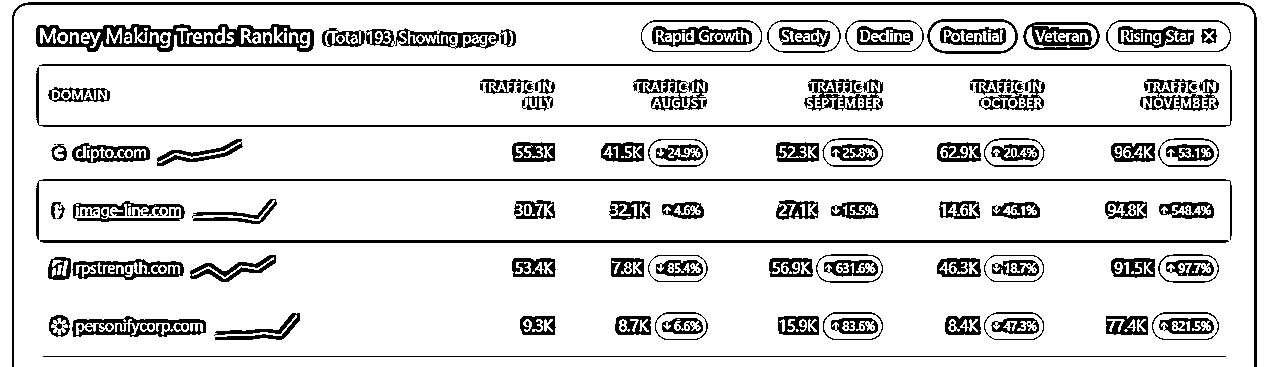 Money Making Trends Ranking (Total 193, Showing page 1) Rapid Growth Steady Decline Potential Veteran Rising Star
DOMAIN TRAFFIC IN JULY TRAFFIC IN AUGUST TRAFFIC IN SEPTEMBER TRAFFIC IN OCTOBER TRAFFIC IN NOVEMBER
clipto.com 55.3K 41.5K ↓24.9% 52.3K ↑25.8% 62.9K ↑20.4% 96.4K ↑53.1%
image-line.com 30.7K 32.1K ↑4.6% 27.1K ↓15.5% 14.6K ↓46.1% 94.8K ↑548.4%
rpstrength.com 53.4K 7.8K ↓85.4% 56.9K ↑631.6% 46.3K ↓18.7% 91.5K ↑97.7%
personifycorp.com 9.3K 8.7K ↓6.6% 15.9K ↑83.6% 8.4K ↓47.3% 77.4K ↑821.5%